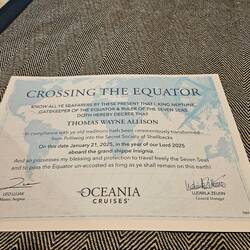 CROSSING THE EQUATOR
KNOW ALL YE SEAFARERS BY THESE PRESENT THAT I, KING NEPTUNE,
GATEKEEPER OF THE EQUATOR & RULER OF THE SEVEN SEAS,
DOTH HEREBY DECREE THAT
THOMAS WAYNE ALLISON
In compliance with ye old traditions hath been ceremoniously transformed
from Polliwog into the Secret Society of Shellbacks
On this date January 21, 2025, in the year of our Lord 2025
aboard the grand shippe Insignia.
And so possesses my blessing and protection to travel freely the Seven Seas
and to pass the Equator un-accosted as long as ye shall remain on this earth!
Master, Insignia
OCEANIA
CRUISES®
General Manager